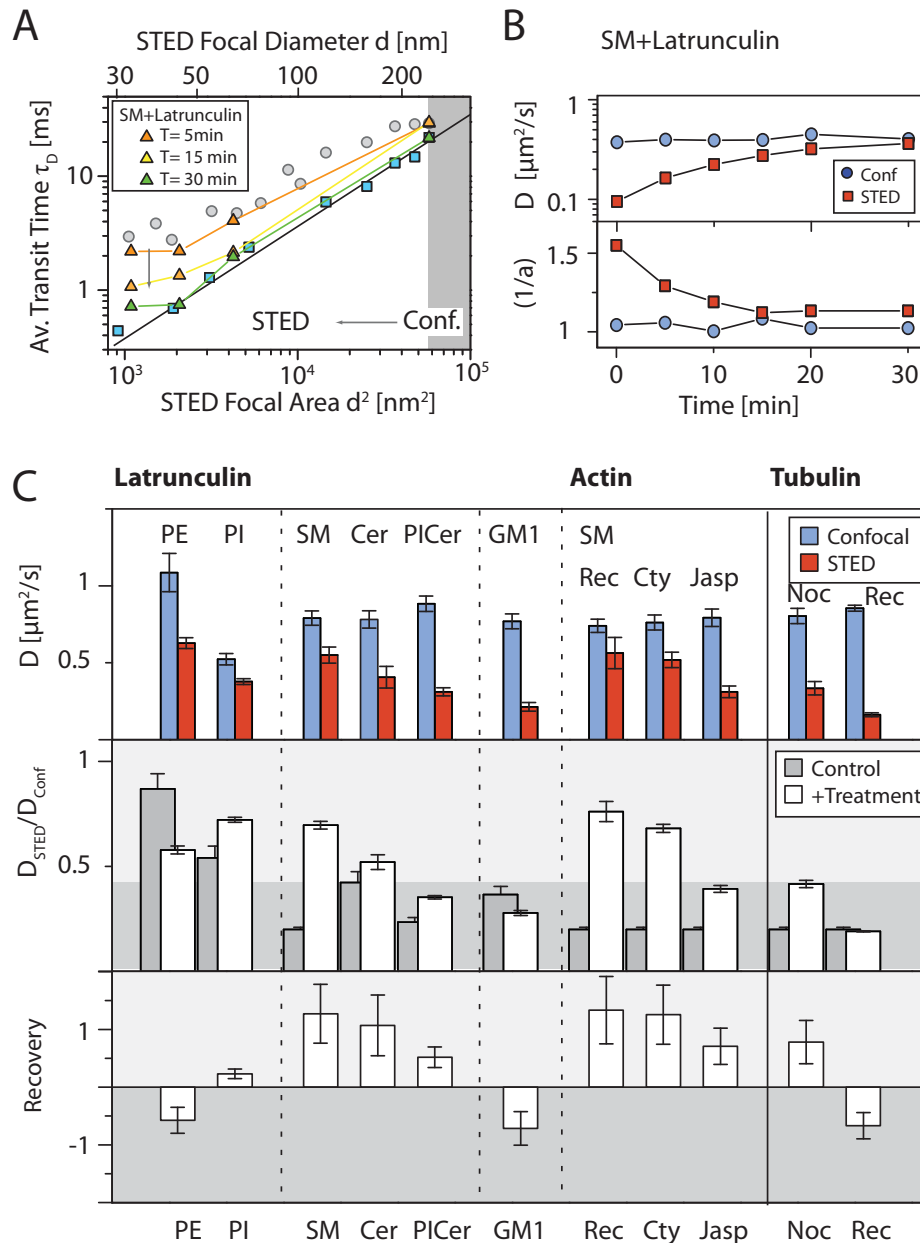 A
STED Focal Diameter d [nm]
30 50 100 200
Av. Transit Time τD [ms]
10
1
SM+Latrunculin
T= 5min
T= 15 min
T= 30 min
STED Conf.
10³ 10⁴ 10⁵
STED Focal Area d² [nm²]
B
SM+Latrunculin
D [µm²/s]
1
0.1
Conf
STED
(1/a)
1.5
1
0 10 20 30
Time [min]
C
Latrunculin Actin Tubulin
PE PI SM Cer PICer GM1 SM
Rec Cty Jasp
Confocal
STED
Noc Rec
D [µm²/s]
1
0.5
DSTED/DConf
1
0.5
Control
+Treatment
Recovery
1
-1
PE PI SM Cer PICer GM1 Rec Cty Jasp Noc Rec